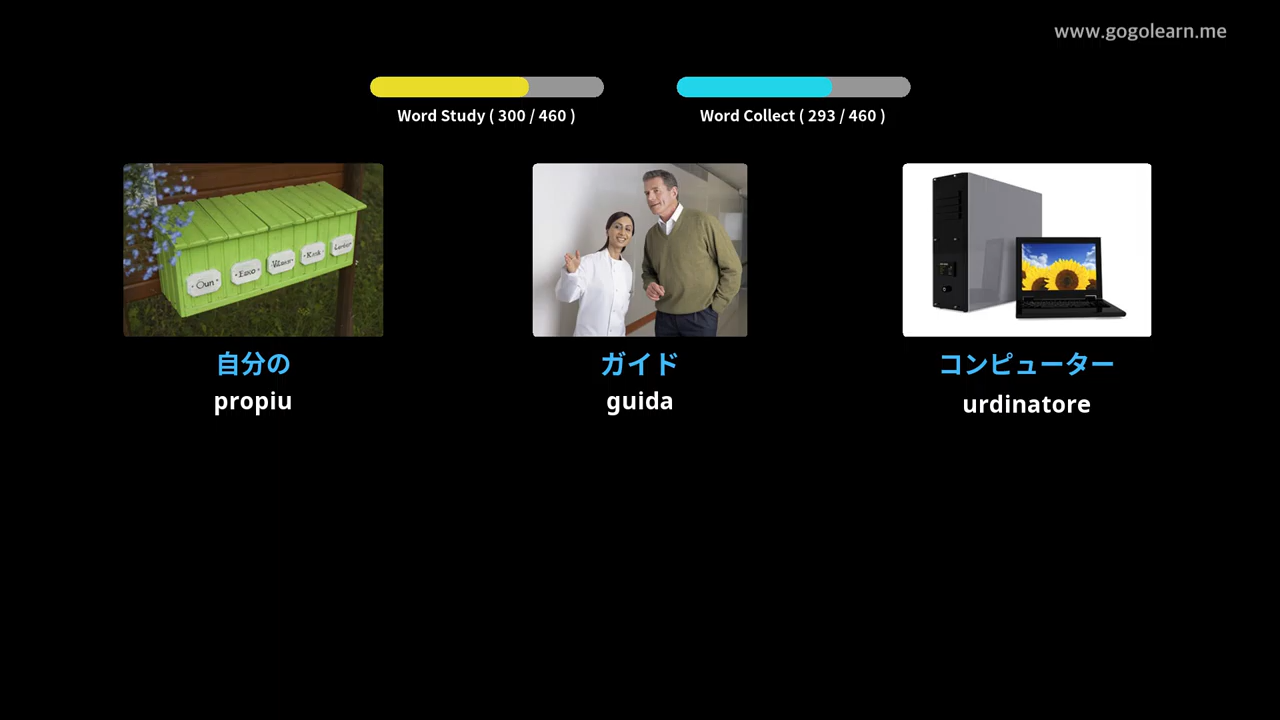 www.gogolearn.me
Word Study ( 300 / 460 )
Word Collect ( 293 / 460 )
Oun
自分の
propiu
ガイド
guida
コンピューター
urdinatore